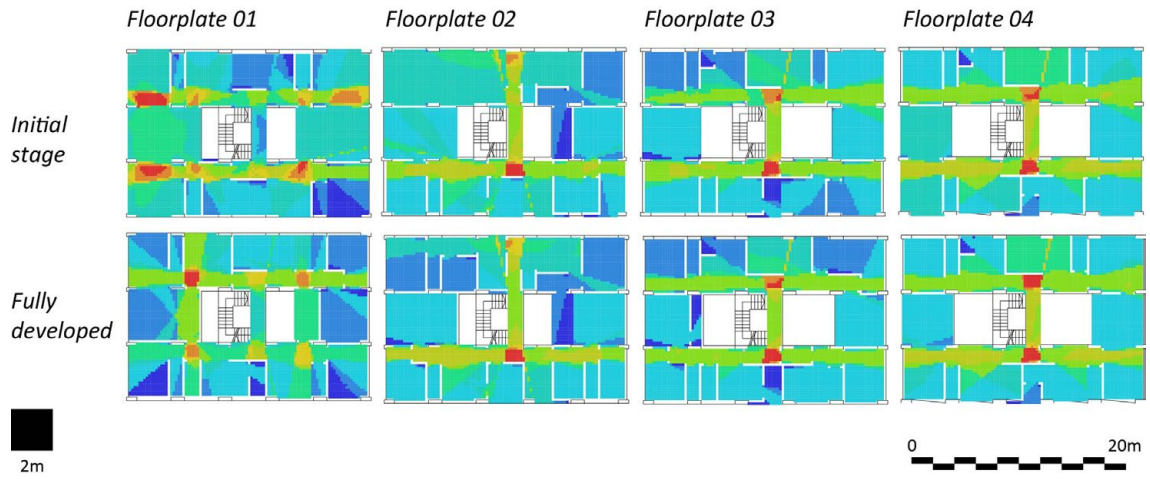 Floorplate 01 Floorplate 02 Floorplate 03 Floorplate 04
Initial
stage
Fully
developed
2m
0 20m